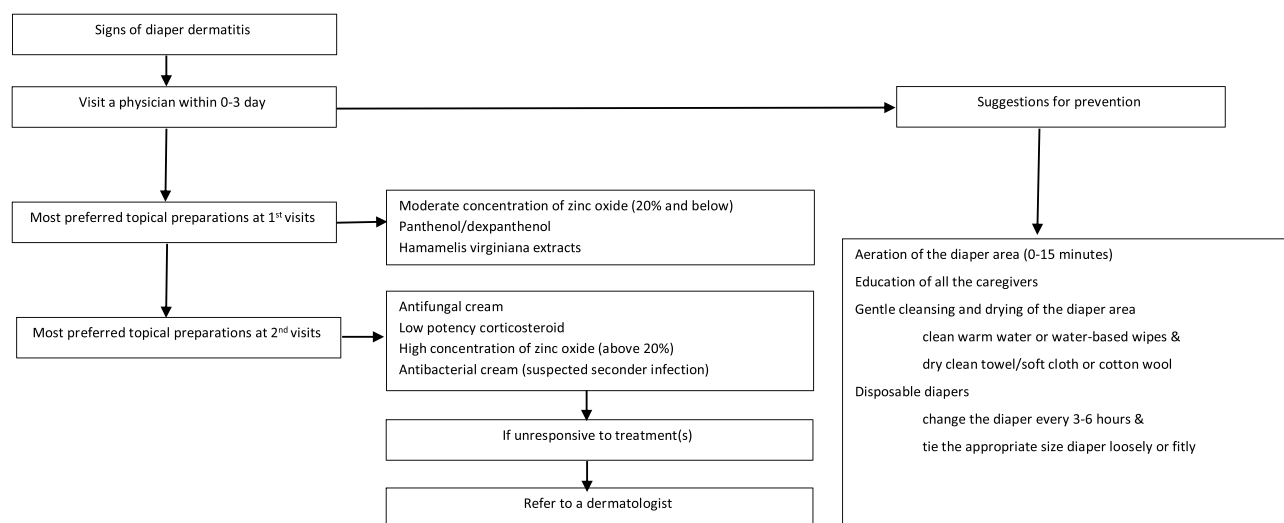 Signs of diaper dermatitis
Visit a physician within 0-3 day
Suggestions for prevention
Most preferred topical preparations at 1st visits
Moderate concentration of zinc oxide (20% and below)
Panthenol/dexpanthenol
Hamamelis virginiana extracts
Most preferred topical preparations at 2nd visits
Antifungal cream
Low potency corticosteroid
High concentration of zinc oxide (above 20%)
Antibacterial cream (suspected seconder infection)
If unresponsive to treatment(s)
Refer to a dermatologist
Aeration of the diaper area (0-15 minutes)
Education of all the caregivers
Gentle cleansing and drying of the diaper area
clean warm water or water-based wipes &
dry clean towel/soft cloth or cotton wool
Disposable diapers
change the diaper every 3-6 hours &
tie the appropriate size diaper loosely or fitly